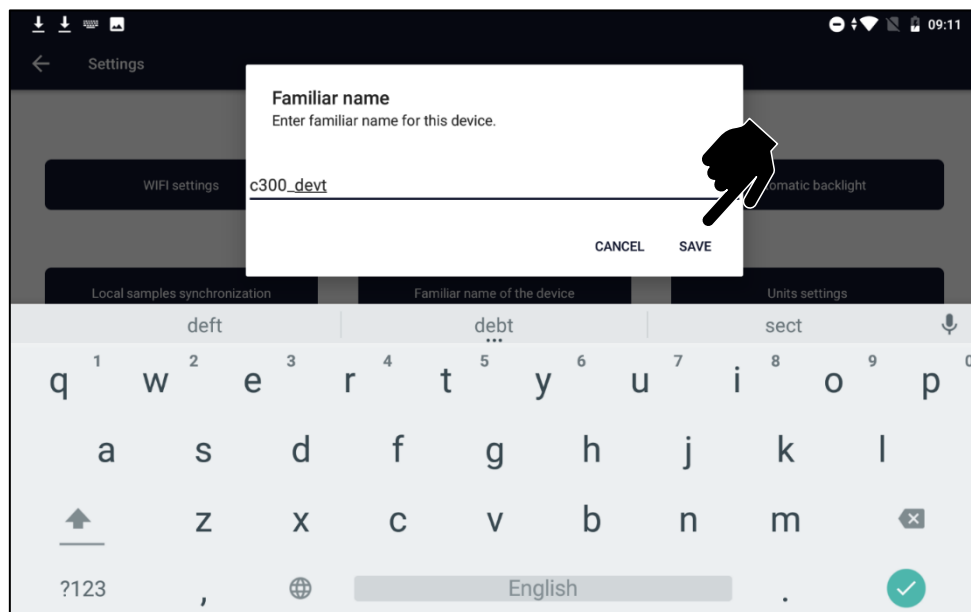 09:11
Settings
Familiar name
Enter familiar name for this device.
WIFI settings
c300_devt
omatic backlight
CANCEL SAVE
Local samples synchronization
Familiar name of the device
Units settings
deft debt sect
1 2 3 4 5 6 7 8 9 0
q w e r t y u i o p
a s d f g h j k l
z x c v b n m
?123 , English .